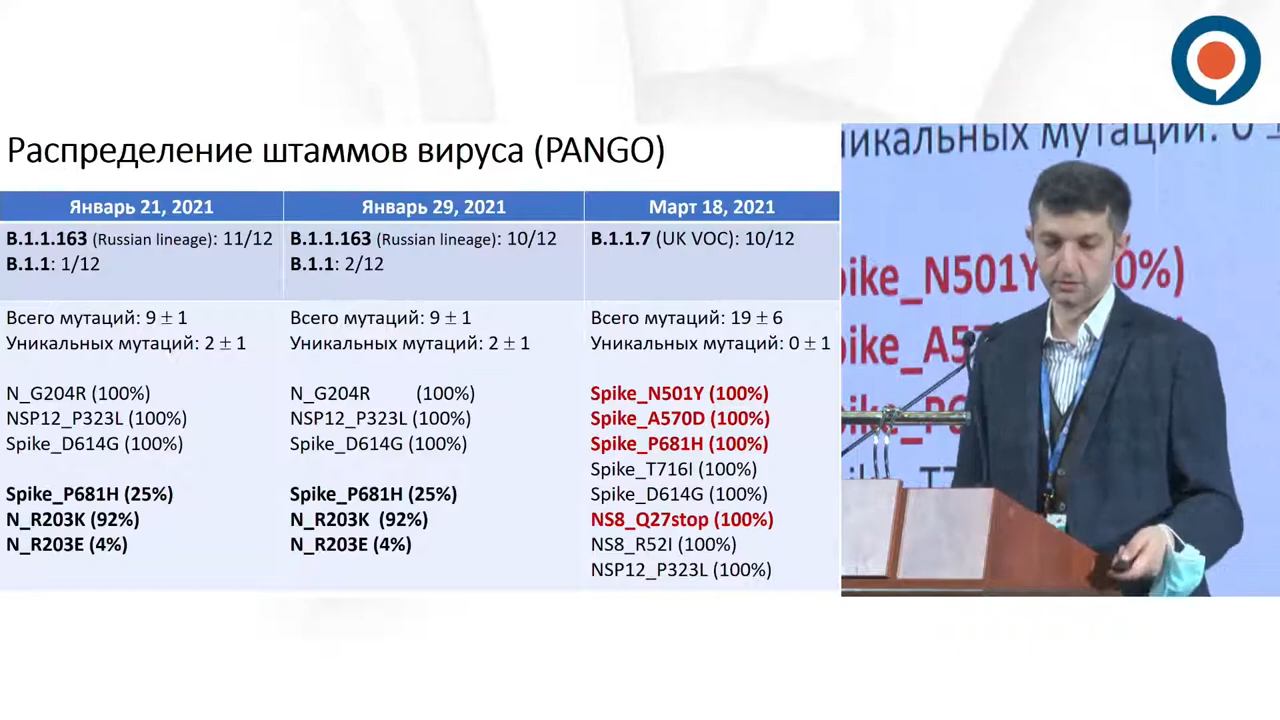 Распределение штаммов вируса (PANGO)
Январь 21, 2021
Январь 29, 2021
Март 18, 2021
B.1.1.163 (Russian lineage): 11/12
B.1.1: 1/12
B.1.1.163 (Russian lineage): 10/12
B.1.1: 2/12
B.1.1.7 (UK VOC): 10/12
Всего мутаций: 9 ± 1
Уникальных мутаций: 2 ± 1
N_G204R (100%)
NSP12_P323L (100%)
Spike_D614G (100%)
Spike_P681H (25%)
N_R203K (92%)
N_R203E (4%)
Всего мутаций: 9 ± 1
Уникальных мутаций: 2 ± 1
N_G204R (100%)
NSP12_P323L (100%)
Spike_D614G (100%)
Spike_P681H (25%)
N_R203K (92%)
N_R203E (4%)
Всего мутаций: 19 ± 6
Уникальных мутаций: 0 ± 1
Spike_N501Y (100%)
Spike_A570D (100%)
Spike_P681H (100%)
Spike_T716I (100%)
Spike_D614G (100%)
NS8_Q27stop (100%)
NS8_R52I (100%)
NSP12_P323L (100%)
мутаций: 0 ±
N501Y 0%)